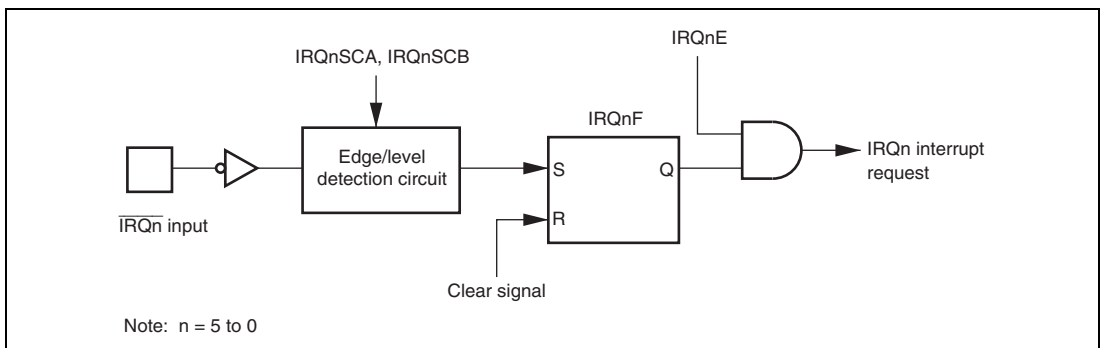 IRQnE
IRQnSCA, IRQnSCB
IRQnF
Edge/level
detection circuit
S
Q
IRQn interrupt
request
R
IRQn input
Clear signal
Note: n = 5 to 0